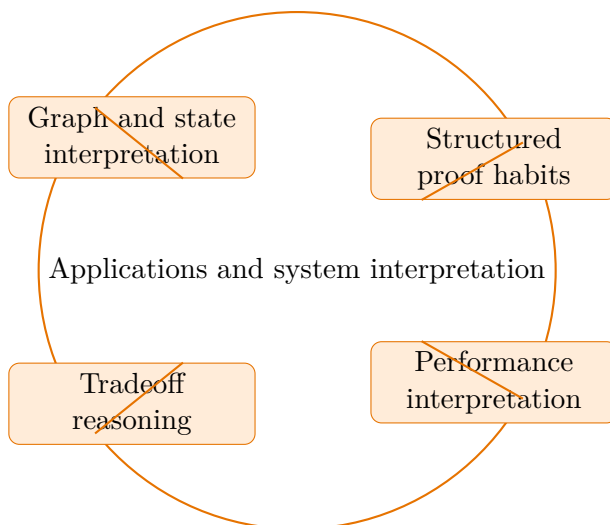 Graph and state
interpretation
Structured
proof habits
Applications and system interpretation
Tradeoff
reasoning
Performance
interpretation